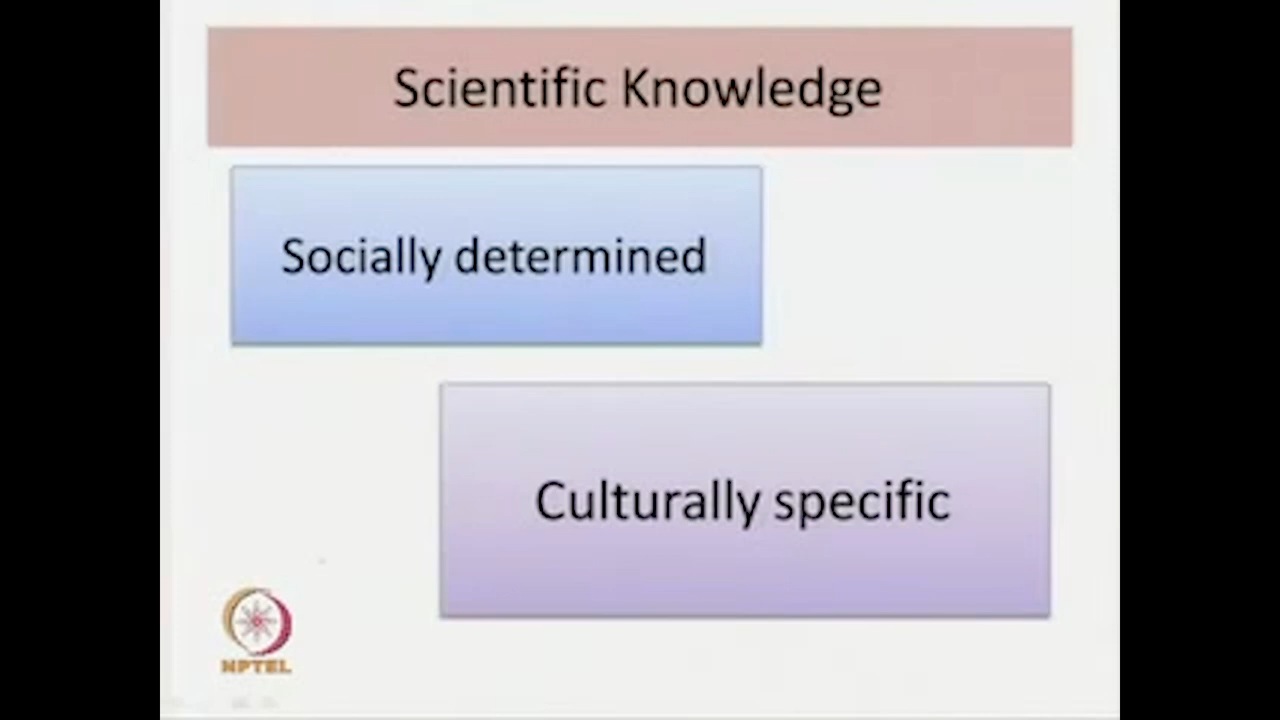 Scientific Knowledge
Socially determined
Culturally specific
NPTEL